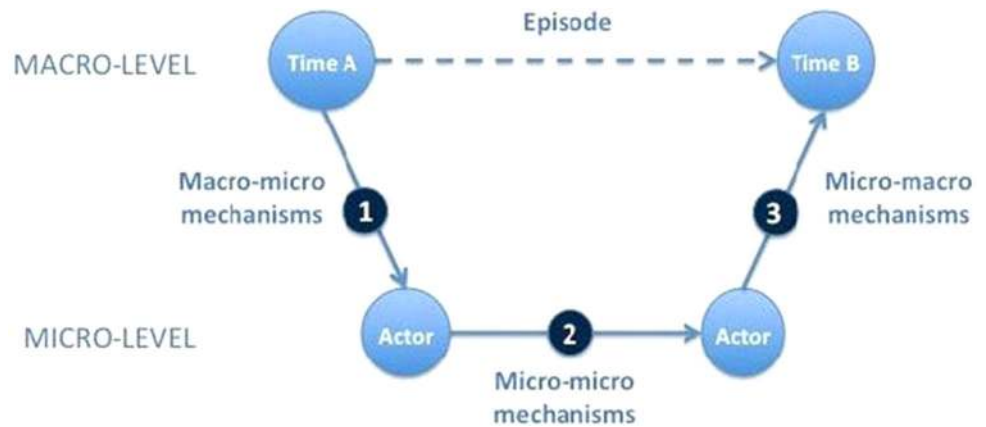 Episode
MACRO-LEVEL
Time A
Time B
Macro-micro
mechanisms
1
3
Micro-macro
mechanisms
MICRO-LEVEL
Actor
2
Actor
Micro-micro
mechanisms